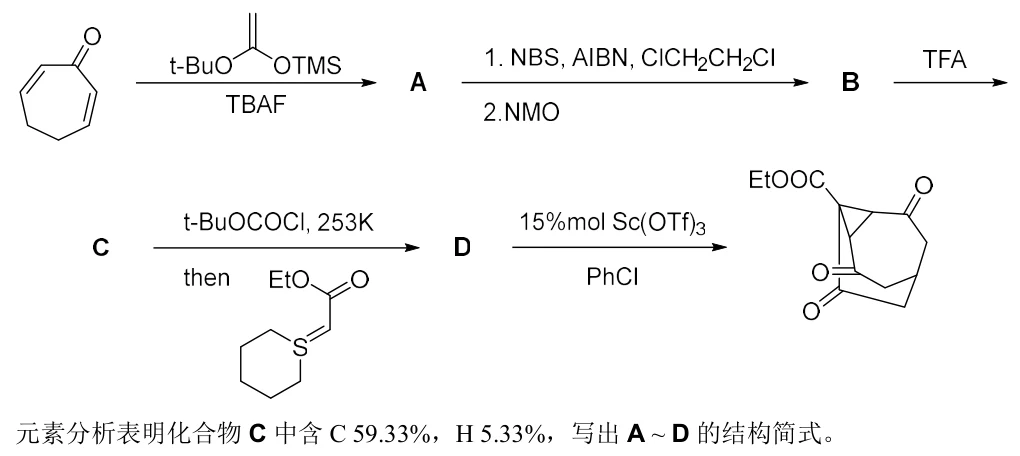 O
t-BuO OTMS
TBAF
A
1. NBS, AIBN, ClCH₂CH₂Cl
2.NMO
B
TFA
C
t-BuOCOCl, 253K
then
EtO O
S
D
15%mol Sc(OTf)₃
PhCl
EtOOC
O
O
O
元素分析表明化合物 C 中含 C 59.33%，H 5.33%，写出 A ~ D 的结构简式。